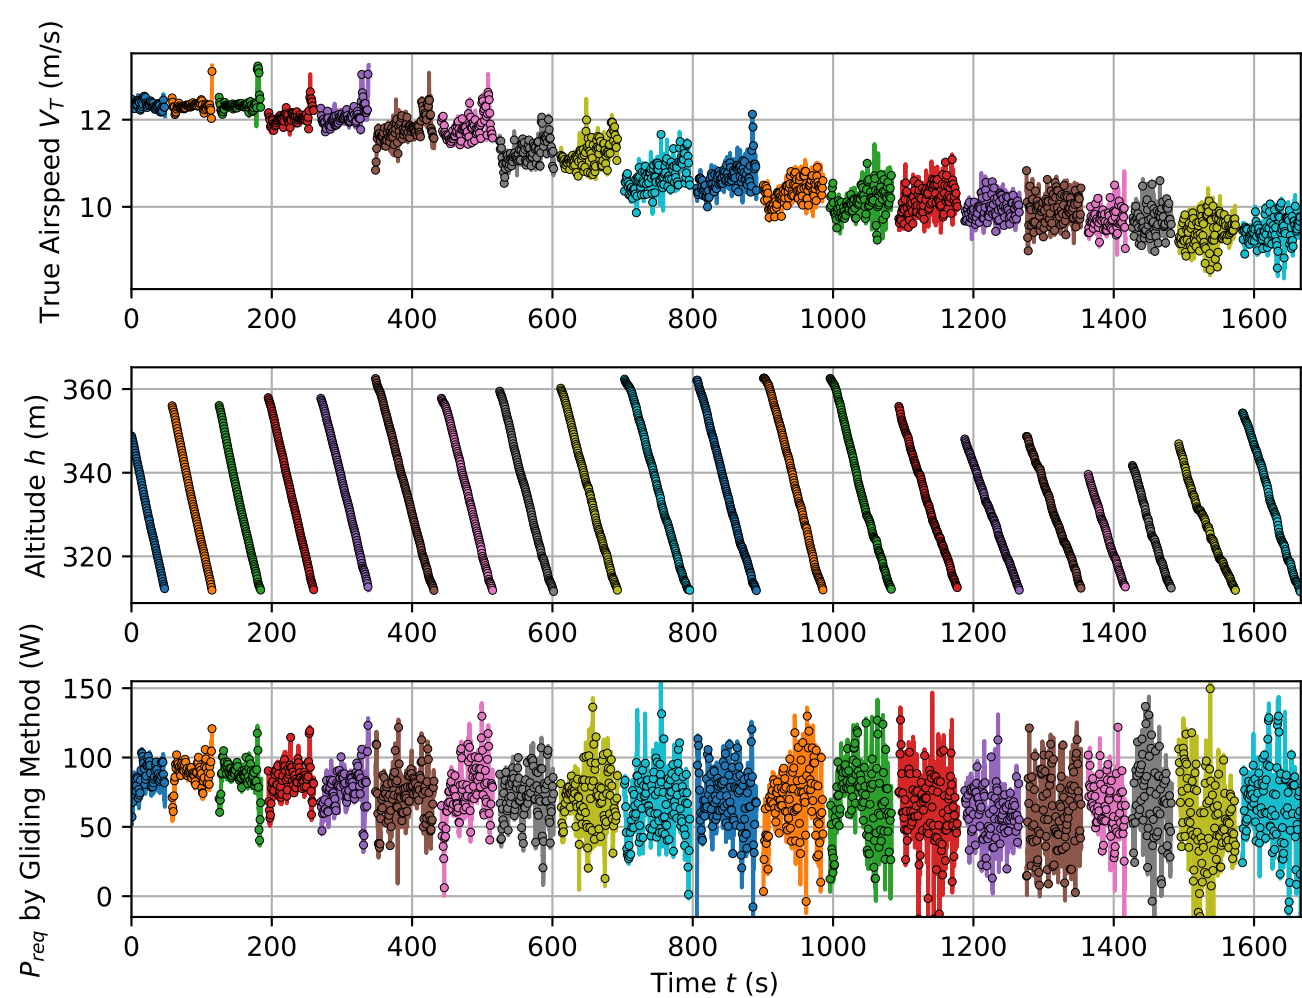 True Airspeed V_T (m/s)
12
10
0 200 400 600 800 1000 1200 1400 1600
Altitude h (m)
360
340
320
0 200 400 600 800 1000 1200 1400 1600
P_req by Gliding Method (W)
150
100
50
0
0 200 400 600 800 1000 1200 1400 1600
Time t (s)